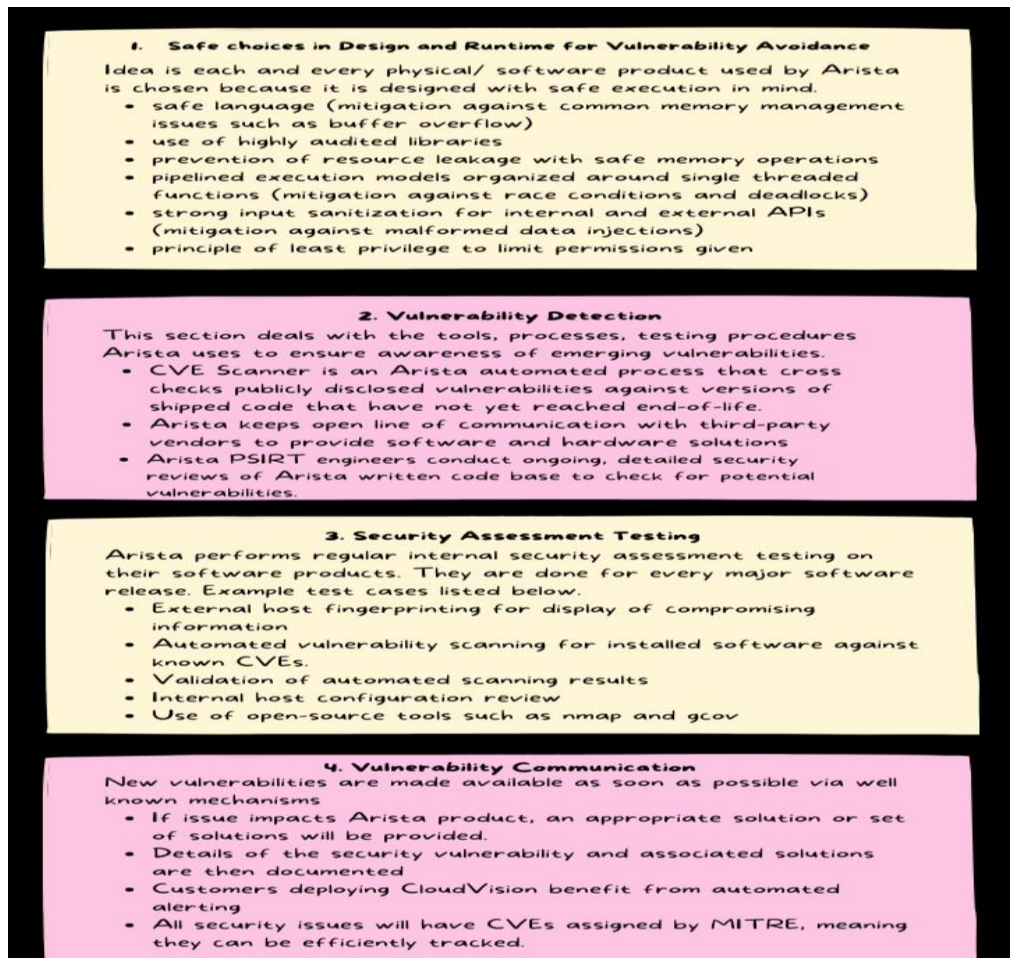 1. Safe choices in Design and Runtime for Vulnerability Avoidance
Idea is each and every physical/ software product used by Arista
is chosen because it is designed with safe execution in mind.
• safe language (mitigation against common memory management
issues such as buffer overflow)
• use of highly audited libraries
• prevention of resource leakage with safe memory operations
• pipelined execution models organized around single threaded
functions (mitigation against race conditions and deadlocks)
• strong input sanitization for internal and external APIs
(mitigation against malformed data injections)
• principle of least privilege to limit permissions given
2. Vulnerability Detection
This section deals with the tools, processes, testing procedures
Arista uses to ensure awareness of emerging vulnerabilities.
• CVE Scanner is an Arista automated process that cross
checks publicly disclosed vulnerabilities against versions of
shipped code that have not yet reached end-of-life.
• Arista keeps open line of communication with third-party
vendors to provide software and hardware solutions
• Arista PSIRT engineers conduct ongoing, detailed security
reviews of Arista written code base to check for potential
vulnerabilities.
3. Security Assessment Testing
Arista performs regular internal security assessment testing on
their software products. They are done for every major software
release. Example test cases listed below.
• External host fingerprinting for display of compromising
information
• Automated vulnerability scanning for installed software against
known CVEs.
• Validation of automated scanning results
• Internal host configuration review
• Use of open-source tools such as nmap and gcov
4. Vulnerability Communication
New vulnerabilities are made available as soon as possible via well
known mechanisms
• If issue impacts Arista product, an appropriate solution or set
of solutions will be provided.
• Details of the security vulnerability and associated solutions
are then documented
• Customers deploying CloudVision benefit from automated
alerting
• All security issues will have CVEs assigned by MITRE, meaning
they can be efficiently tracked.